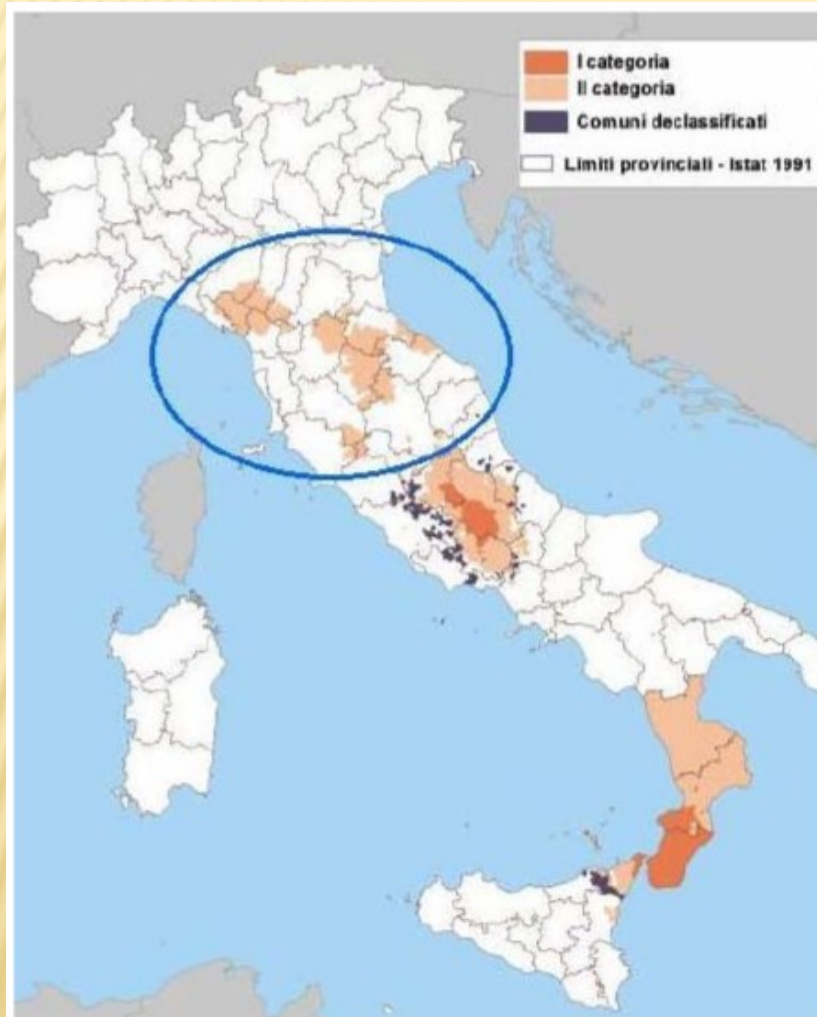 I categoria
II categoria
Comuni declassificati
Limiti provinciali - Istat 1991